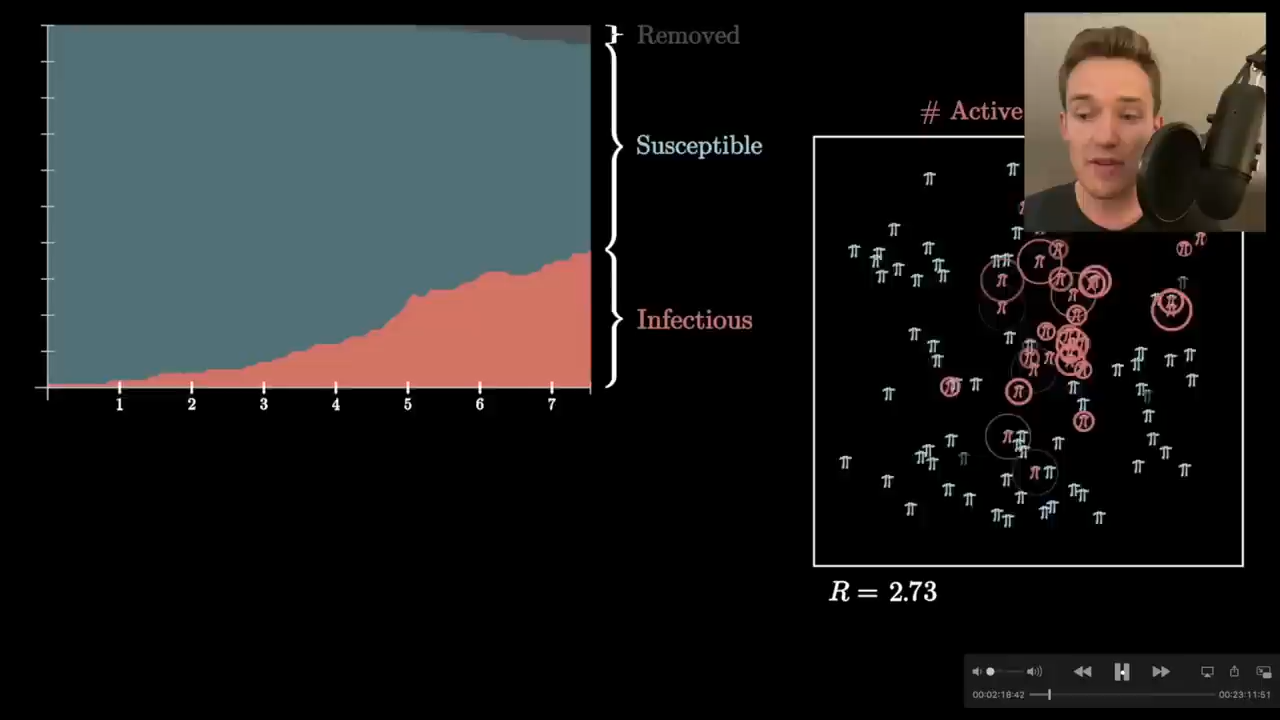 Removed
# Active
Susceptible
Infectious
1 2 3 4 5 6 7
R = 2.73
00:02:18:42
00:23:11:51